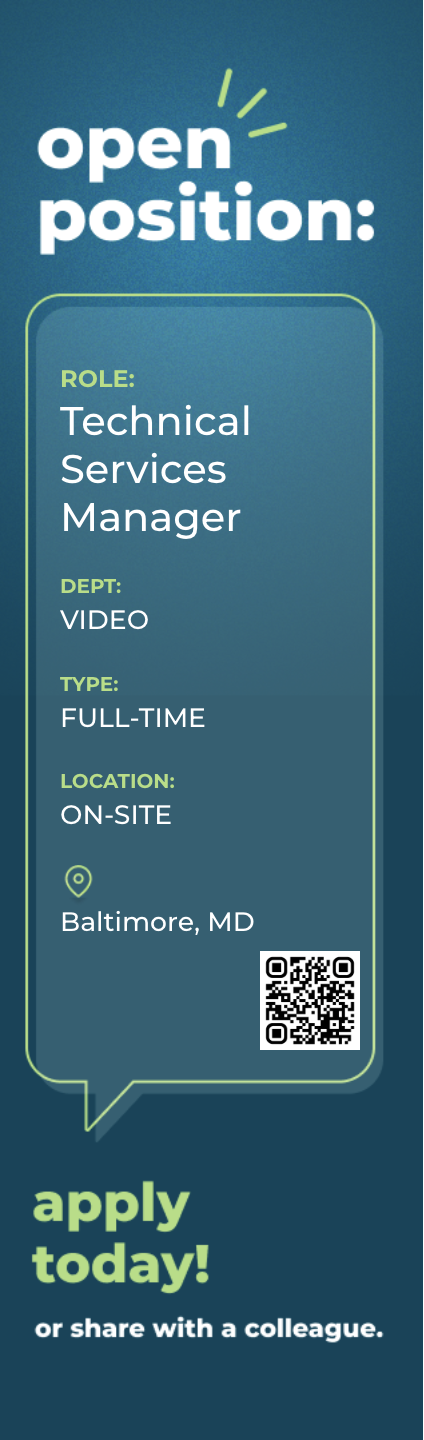 open
position:
ROLE:
Technical
Services
Manager
DEPT:
VIDEO
TYPE:
FULL-TIME
LOCATION:
ON-SITE
Baltimore, MD
apply
today!
or share with a colleague.